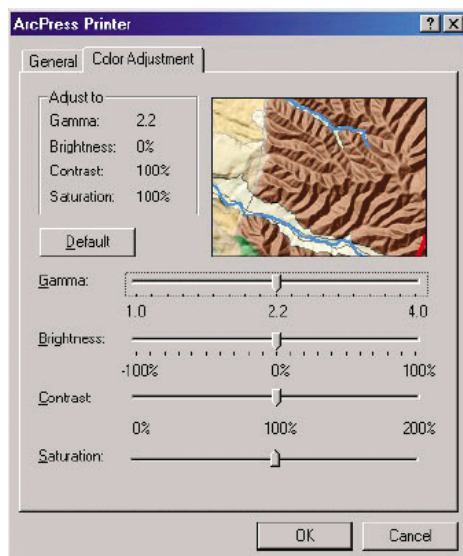 ArcPress Printer
General
Color Adjustment
Adjust to
Gamma: 2.2
Brightness: 0%
Contrast: 100%
Saturation: 100%
Default
Gamma:
1.0 2.2 4.0
Brightness:
-100% 0% 100%
Contrast:
0% 100% 200%
Saturation:
OK Cancel